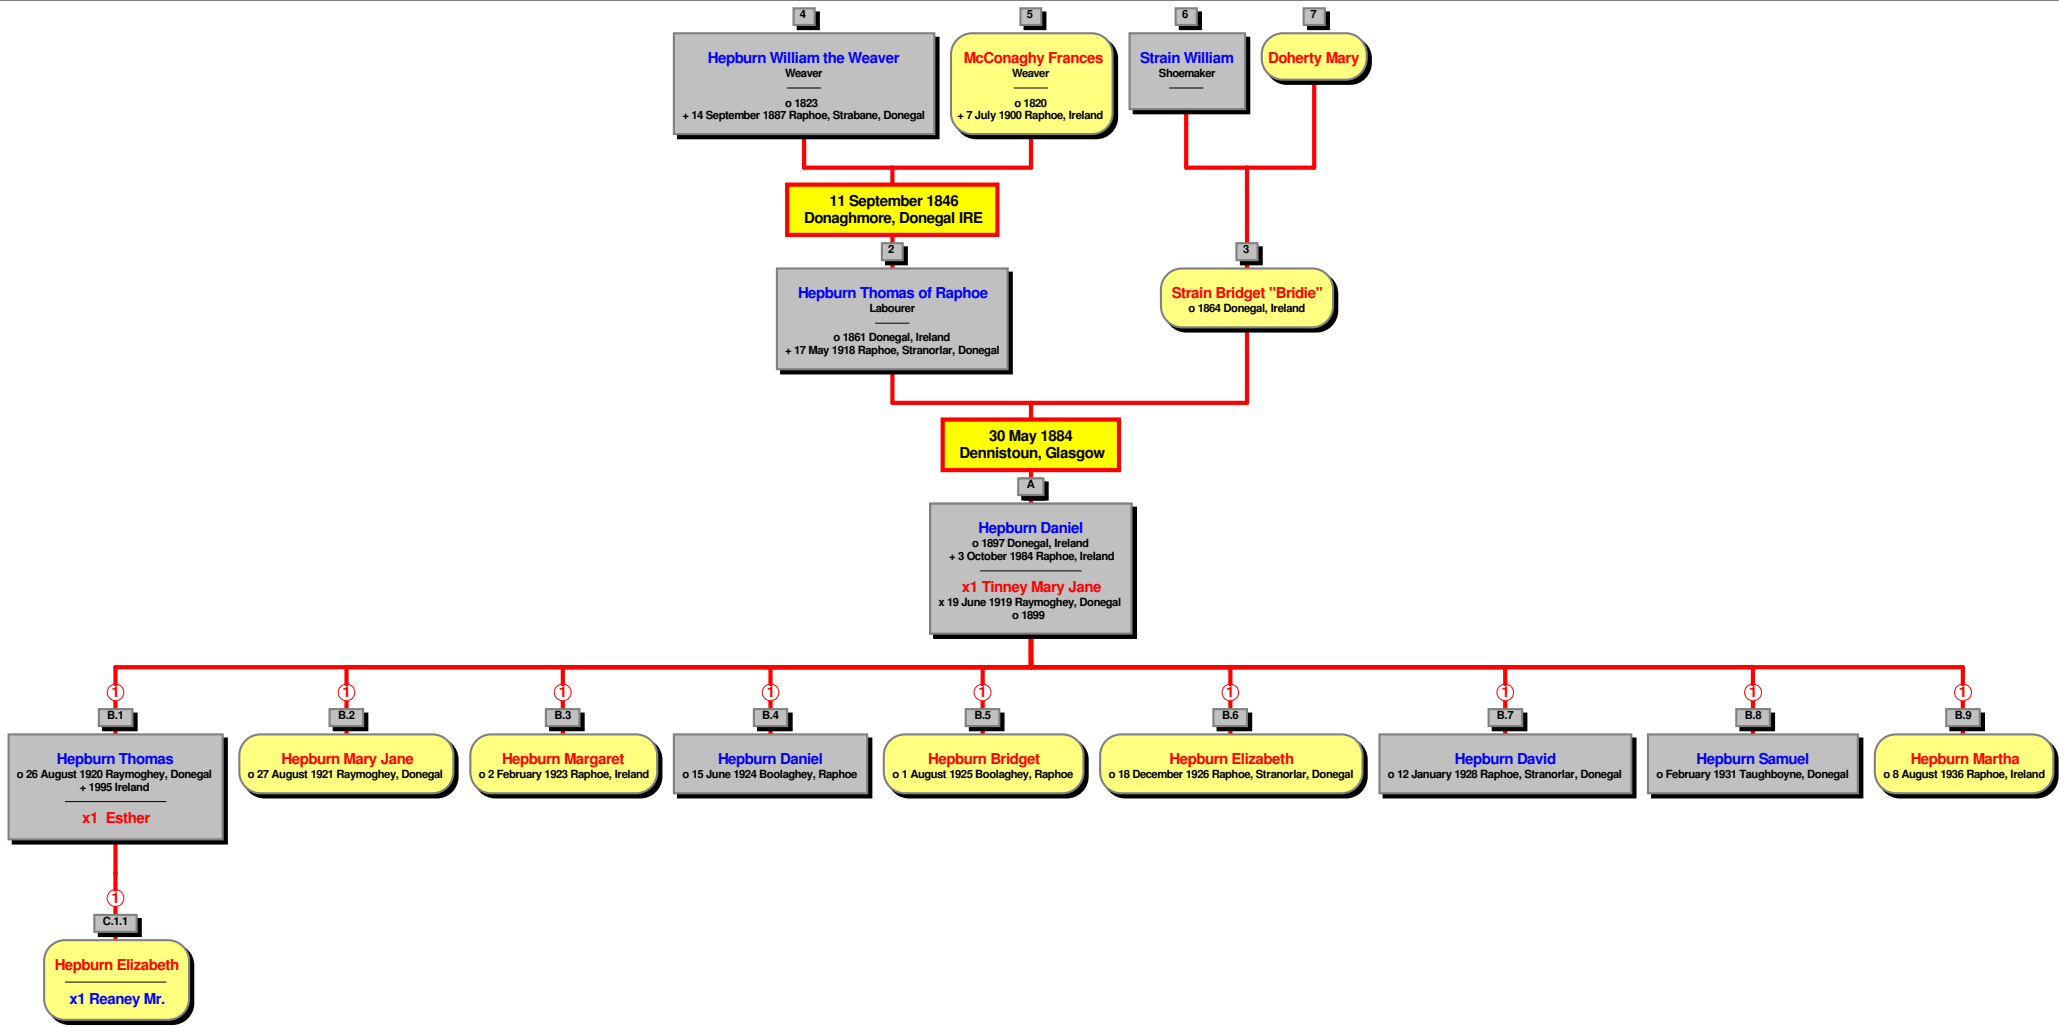 4
5
6
7
Hepburn William the Weaver
Weaver
o 1823
+ 14 September 1887 Raphoe, Strabane, Donegal
McConaghy Frances
Weaver
o 1820
+ 7 July 1900 Raphoe, Ireland
Strain William
Shoemaker
Doherty Mary
11 September 1846
Donaghmore, Donegal IRE
2
3
Hepburn Thomas of Raphoe
Labourer
o 1861 Donegal, Ireland
+ 17 May 1918 Raphoe, Stranorlar, Donegal
Strain Bridget "Bridie"
o 1864 Donegal, Ireland
30 May 1884
Dennistoun, Glasgow
A
Hepburn Daniel
o 1897 Donegal, Ireland
+ 3 October 1984 Raphoe, Ireland
x1 Tinney Mary Jane
x 19 June 1919 Raymoghey, Donegal
o 1899
1
1
1
1
1
1
1
1
1
B.1
B.2
B.3
B.4
B.5
B.6
B.7
B.8
B.9
Hepburn Thomas
o 26 August 1920 Raymoghey, Donegal
+ 1995 Ireland
x1 Esther
Hepburn Mary Jane
o 27 August 1921 Raymoghey, Donegal
Hepburn Margaret
o 2 February 1923 Raphoe, Ireland
Hepburn Daniel
o 15 June 1924 Boolaghey, Raphoe
Hepburn Bridget
o 1 August 1925 Boolaghey, Raphoe
Hepburn Elizabeth
o 18 December 1926 Raphoe, Stranorlar, Donegal
Hepburn David
o 12 January 1928 Raphoe, Stranorlar, Donegal
Hepburn Samuel
o February 1931 Taughboyne, Donegal
Hepburn Martha
o 8 August 1936 Raphoe, Ireland
1
C.1.1
Hepburn Elizabeth
x1 Reaney Mr.